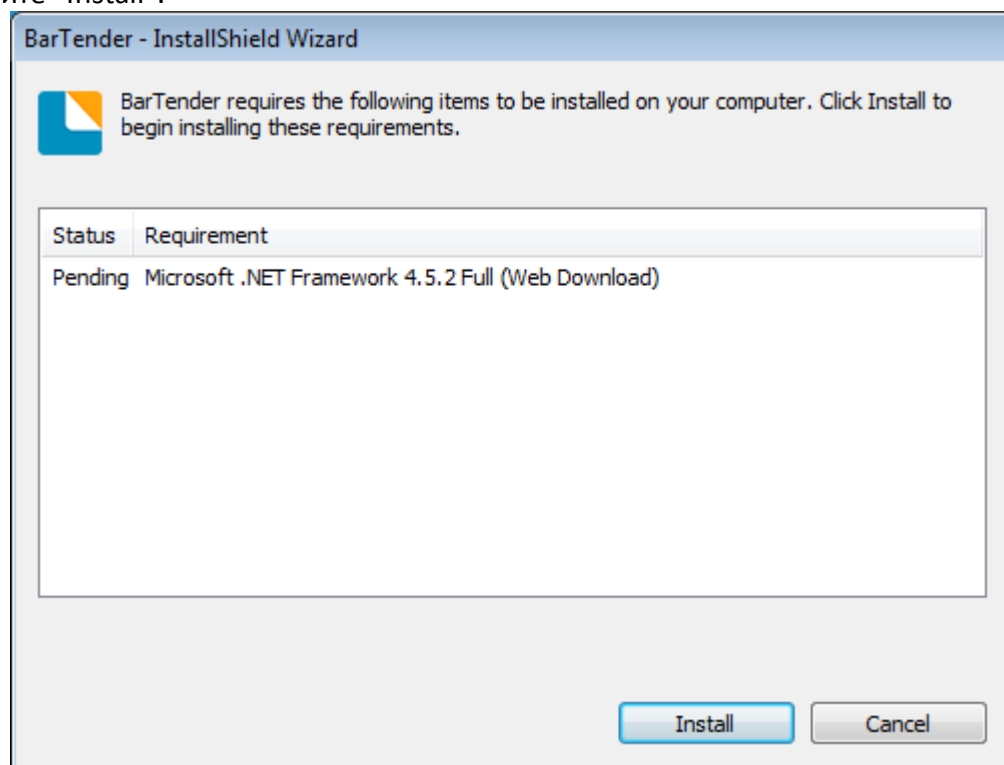 "Install".
BarTender - InstallShield Wizard
BarTender requires the following items to be installed on your computer. Click Install to
begin installing these requirements.
Status Requirement
Pending Microsoft .NET Framework 4.5.2 Full (Web Download)
Install Cancel